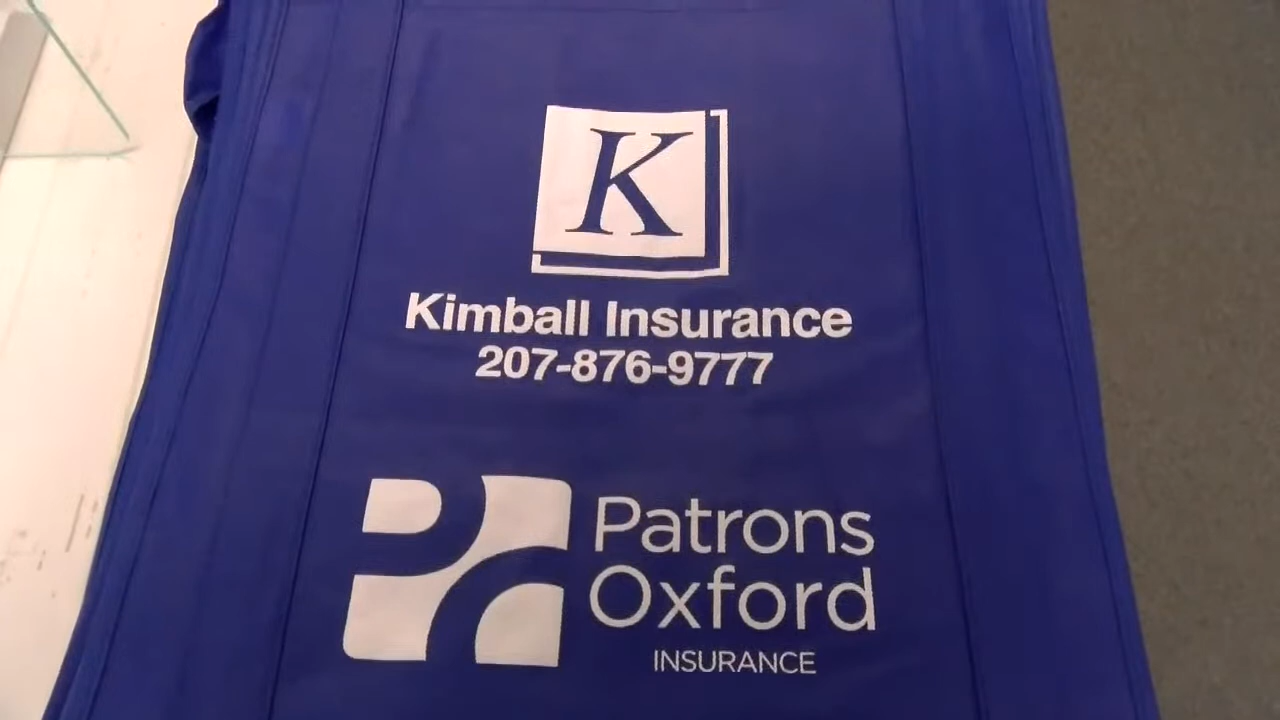 K
Kimball Insurance
207-876-9777
Patrons
Oxford
INSURANCE